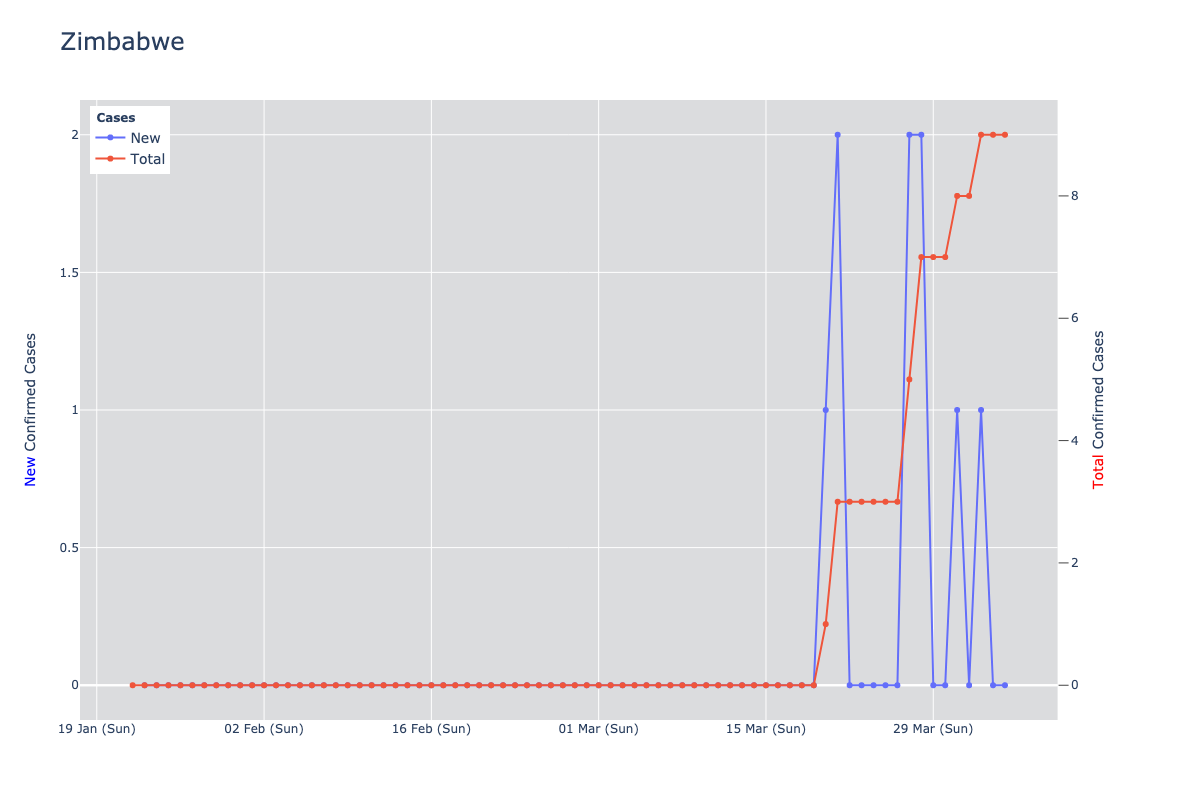 Zimbabwe
Cases
New
Total
2
1.5
1
0.5
0
8
6
4
2
0
New Confirmed Cases
Total Confirmed Cases
19 Jan (Sun)
02 Feb (Sun)
16 Feb (Sun)
01 Mar (Sun)
15 Mar (Sun)
29 Mar (Sun)